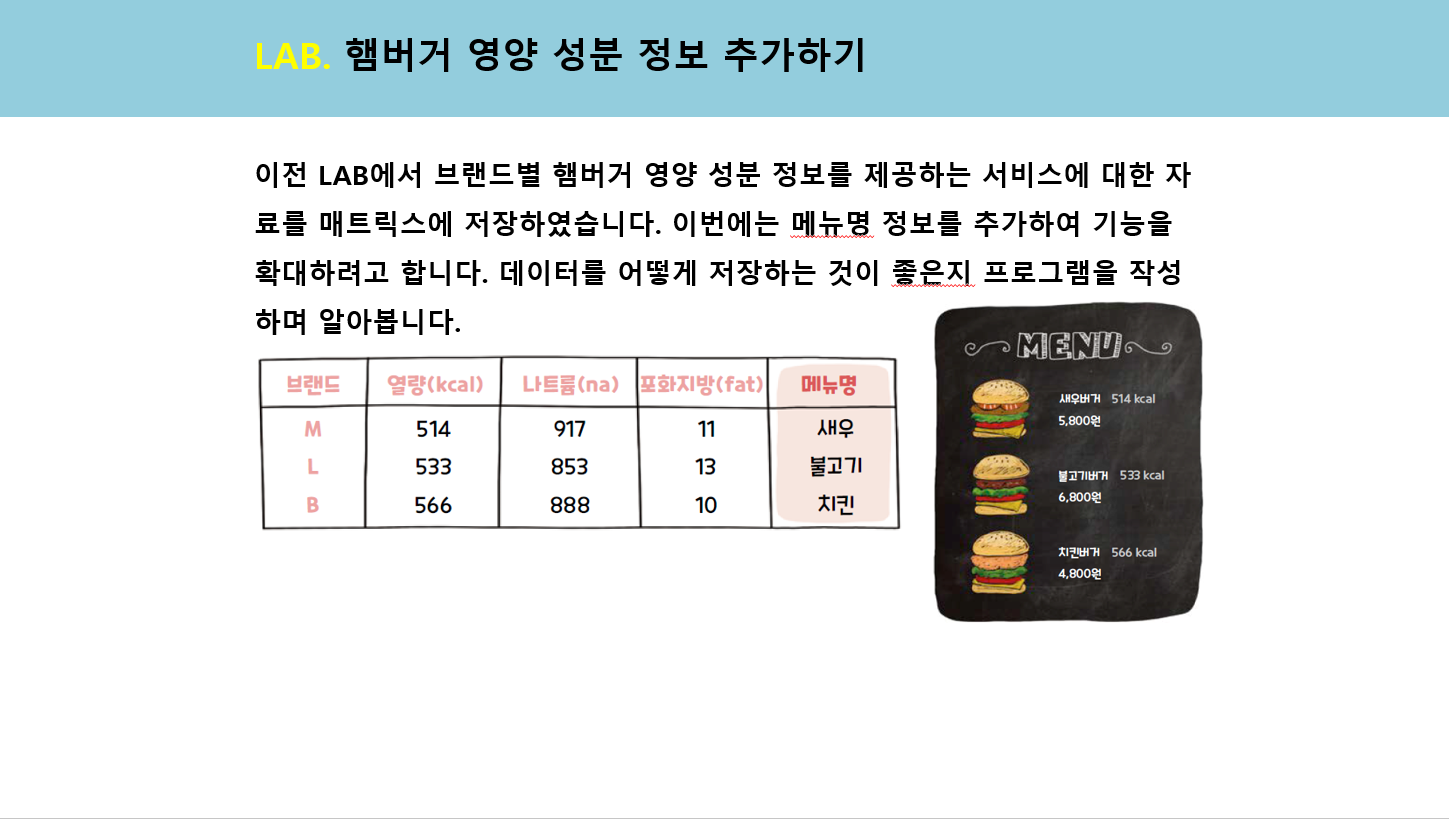 LAB. 햄버거 영양 성분 정보 추가하기
이전 LAB에서 브랜드별 햄버거 영양 성분 정보를 제공하는 서비스에 대한 자
료를 매트릭스에 저장하였습니다. 이번에는 메뉴명 정보를 추가하여 기능을
확대하려고 합니다. 데이터를 어떻게 저장하는 것이 좋은지 프로그램을 작성
하며 알아봅니다.
브랜드 열량(kcal) 나트륨(na) 포화지방(fat) 메뉴명
M 514 917 11 새우
L 533 853 13 불고기
B 566 888 10 치킨
MENU
새우버거 514 kcal
5,800원
불고기버거 533 kcal
6,800원
치킨버거 566 kcal
4,800원